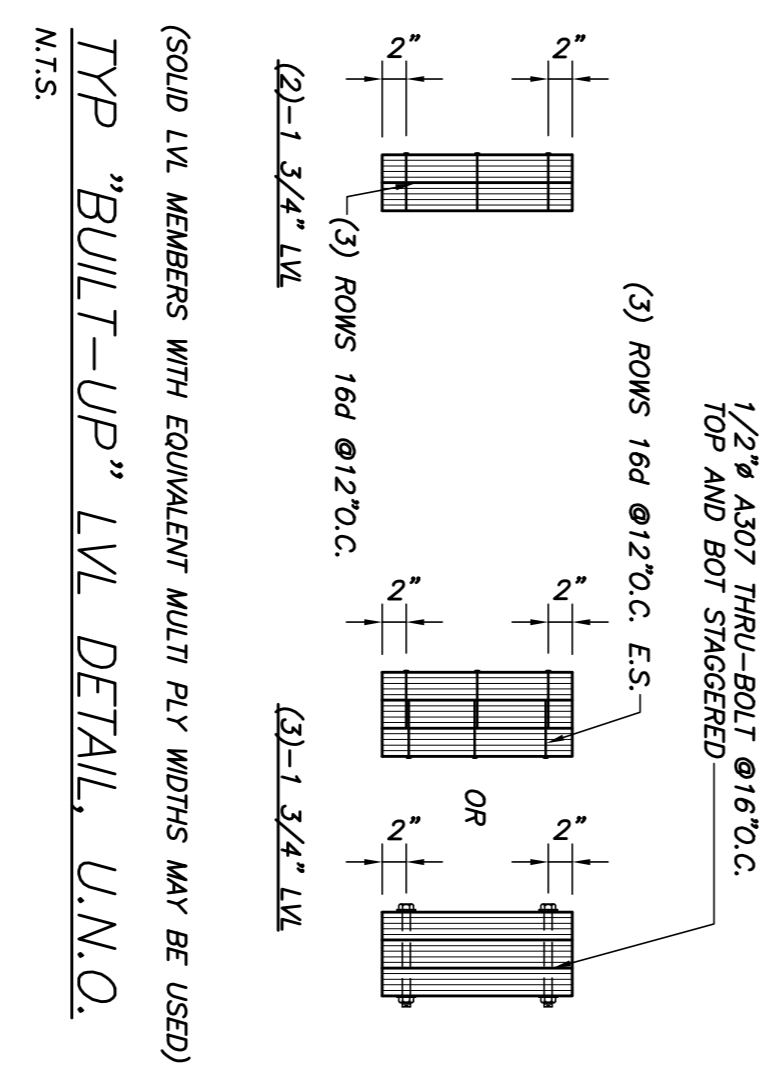 1/2"ø A307 THRU-BOLT @16"O.C.
TOP AND BOT STAGGERED
(3) ROWS 16d @12"O.C. E.S.
2"
2"
2"
2"
2"
2"
OR
(3) ROWS 16d @12"O.C.
(2)-1 3/4" LVL
(3)-1 3/4" LVL
(SOLID LVL MEMBERS WITH EQUIVALENT MULTI PLY WIDTHS MAY BE USED)
TYP "BUILT-UP" LVL DETAIL, U.N.O.
N.T.S.